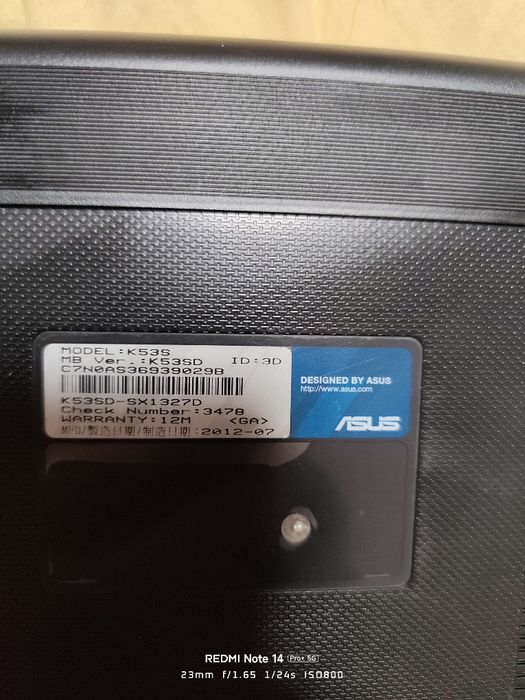 MODEL:K53S
MB Ver.:K53SD ID:3D
C7N0AS36939029B
K53SD-SX1327D
Check Number:3478
WARRANTY:12M <GA>
MFD/製造日期/制造日期:2012-07
DESIGNED BY ASUS
http://www.asus.com
ASUS
REDMI Note 14 Pro+ 5G
23mm f/1.65 1/24s ISO800